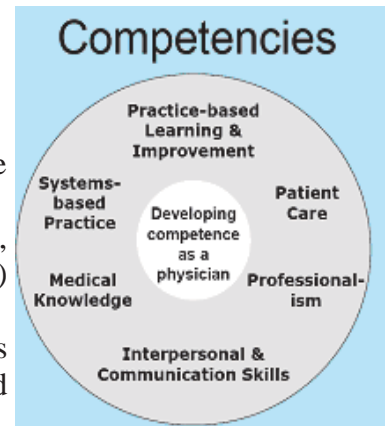 Competencies
Practice-based
Learning &
Improvement
Systems-
based
Practice
Patient
Care
Developing
competence
as a
physician
Medical
Knowledge
Professional-
ism
Interpersonal &
Communication Skills